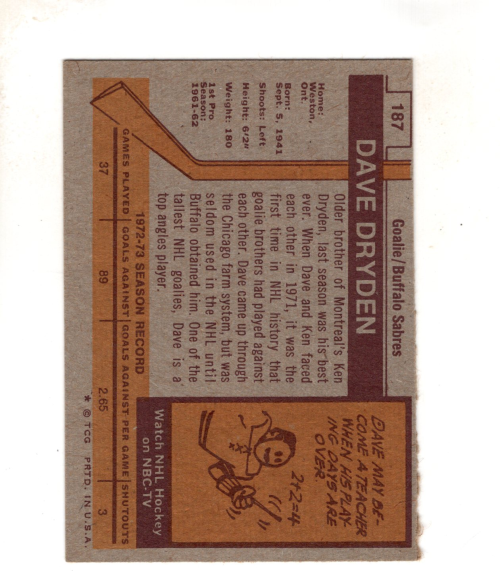 187
Goalie/Buffalo Sabres
DAVE DRYDEN
Home:
Weston,
Ont.
Born:
Sept. 5, 1941
Shoots: Left
Height: 6'2"
Weight: 180
1st Pro
Season:
1961-62
Older brother of Montreal's Ken
Dryden, last season was his best
ever. When Dave and Ken faced
each other in 1971, it was the
first time in NHL history that
goalie brothers had played against
each other. Dave came up through
the Chicago farm system, but was
seldom used in the NHL until
Buffalo obtained him. One of the
tallest NHL goalies, Dave is a
top angles player.
DAVE MAY BE-
COME A TEACHER
WHEN HIS PLAY-
ING DAYS ARE
OVER
2+2=4
Watch NHL Hockey
on NBC-TV
1972-73 SEASON RECORD
GAMES PLAYED GOALS AGAINST GOALS AGAINST PER GAME SHUTOUTS
37 89 2.65 3
* © TCG PRTD. IN U.S.A.